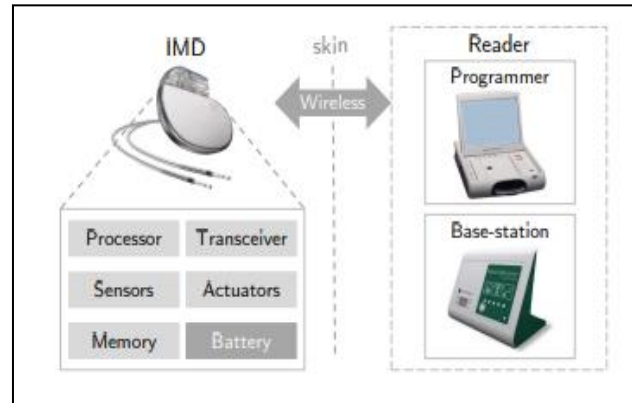 IMD
skin
Reader
Wireless
Programmer
Base-station
Processor
Transceiver
Sensors
Actuators
Memory
Battery